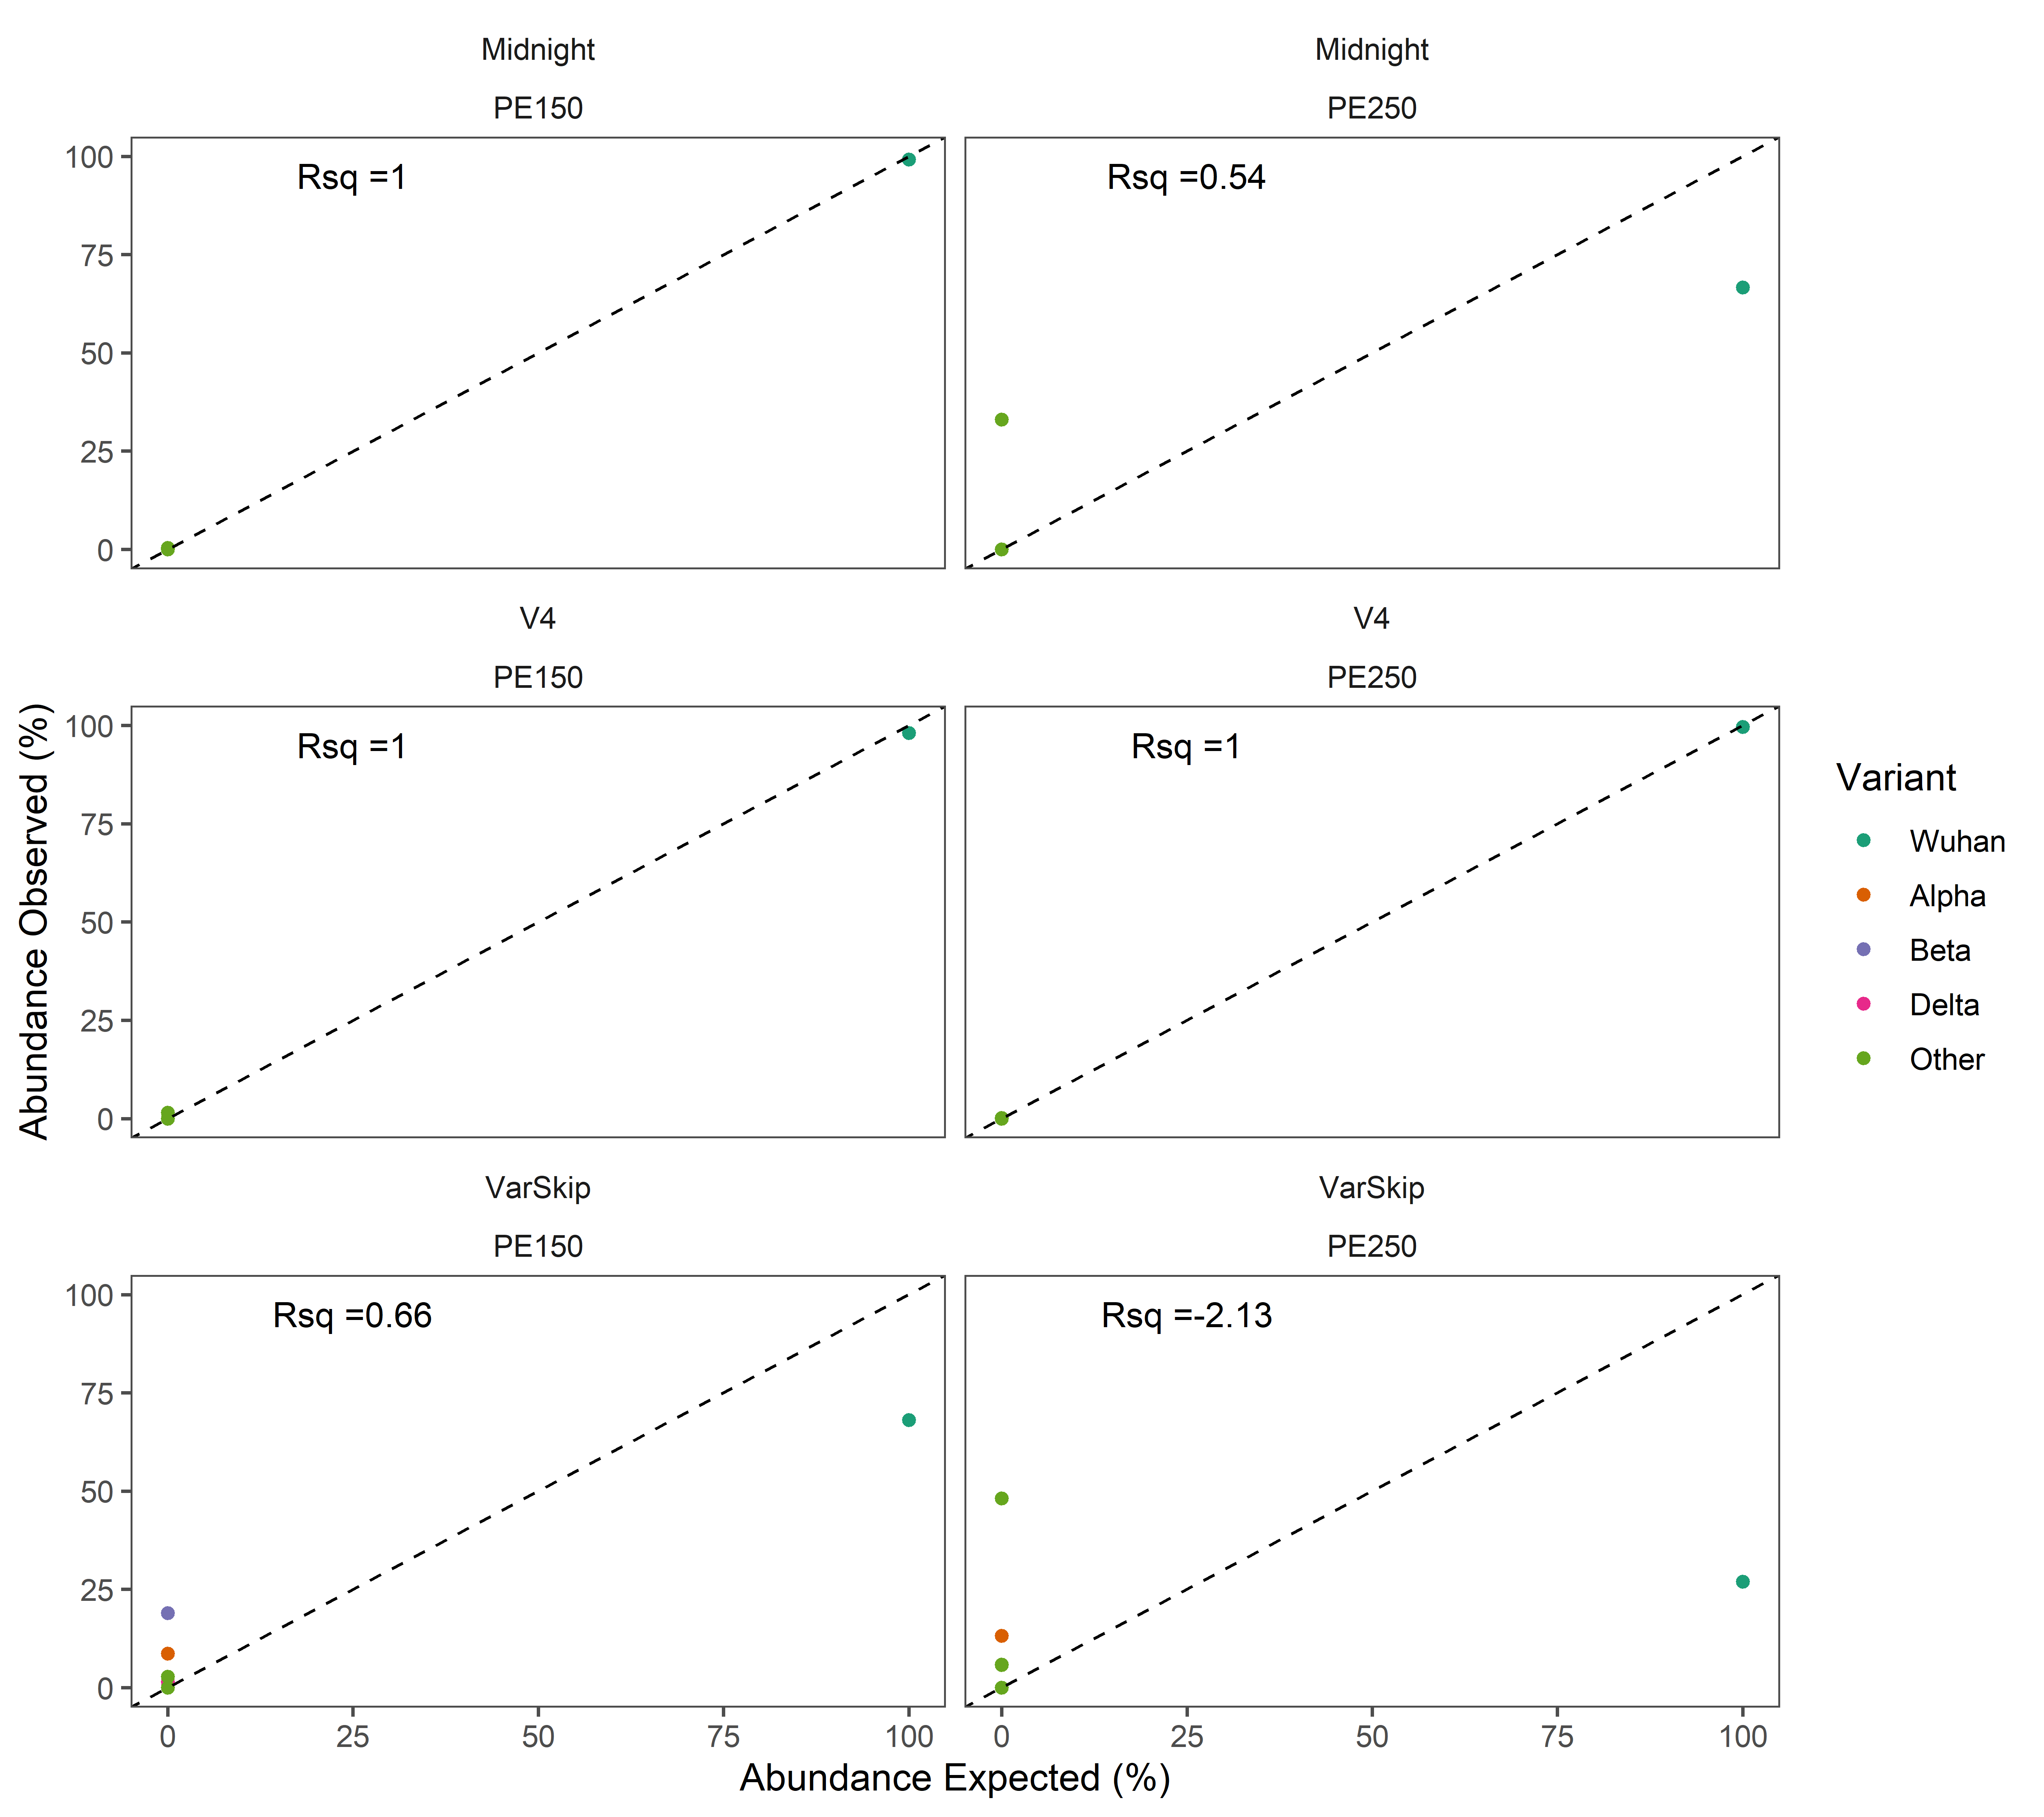 Midnight
PE150
Midnight
PE250
100
75
50
25
0
Rsq =1
Rsq =0.54
V4
PE150
V4
PE250
100
75
50
25
0
Rsq =1
Rsq =1
VarSkip
PE150
VarSkip
PE250
100
75
50
25
0
Rsq =0.66
Rsq =-2.13
0 25 50 75 100
0 25 50 75 100
Abundance Expected (%)
Abundance Observed (%)
Variant
Wuhan
Alpha
Beta
Delta
Other